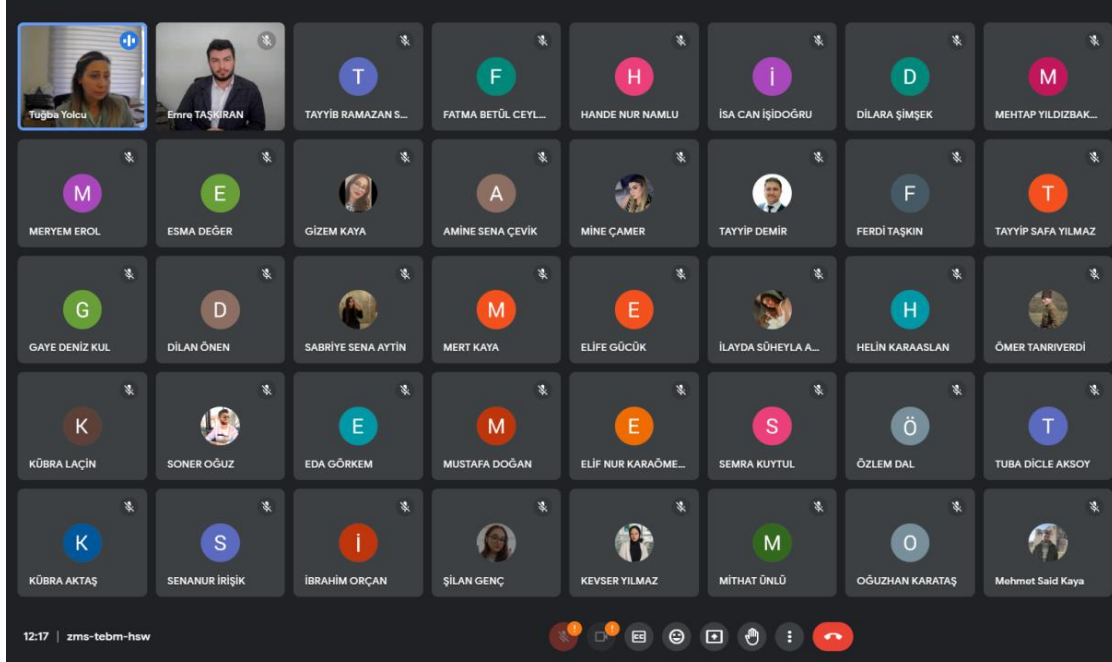 Tuğba Yolcu
Emre TAŞKIRAN
T
TAYYİB RAMAZAN S...
F
FATMA BETÜL CEYL...
H
HANDE NUR NAMLU
İ
İSA CAN İŞİDOĞRU
D
DİLARA ŞİMŞEK
M
MEHTAP YILDIZBAK...
M
MERYEM EROL
E
ESMA DEĞER
GİZEM KAYA
A
AMİNE SENA ÇEVİK
MİNE ÇAMER
TAYYİP DEMİR
F
FERDİ TAŞKIN
T
TAYYİP SAFA YILMAZ
G
GAYE DENİZ KUL
D
DİLAN ÖNEN
SABRİYE SENA AYTİN
M
MERT KAYA
E
ELİFE GÜCÜK
İLAYDA SÜHEYLA A...
H
HELİN KARAASLAN
ÖMER TANRIVERDİ
K
KÜBRA LAÇİN
SONER OĞUZ
E
EDA GÖRKEM
M
MUSTAFA DOĞAN
E
ELİF NUR KARAÖME...
S
SEMRA KUYTUL
Ö
ÖZLEM DAL
T
TUBA DİCLE AKSOY
K
KÜBRA AKTAŞ
S
SENANUR İRİŞİK
İ
İBRAHİM ORÇAN
ŞİLAN GENÇ
KEVSER YILMAZ
M
MİTHAT ÜNLÜ
O
OĞUZHAN KARATAŞ
Mehmet Said Kaya
12:17 | zms-tebm-hsw
! ! CC